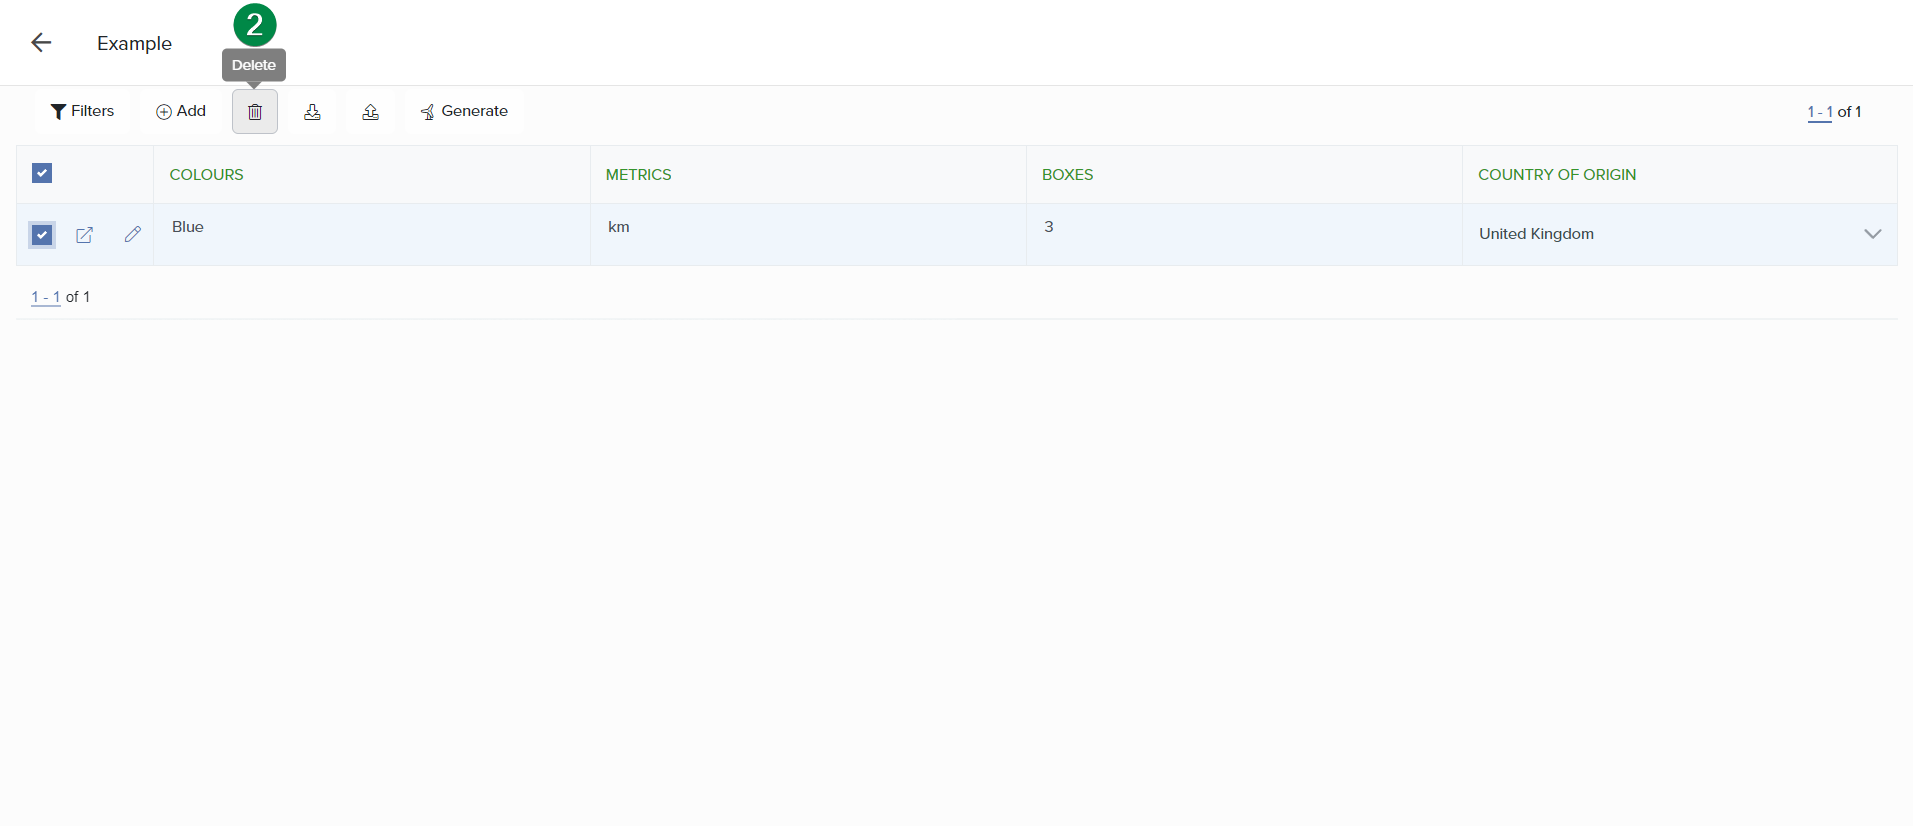 2
Example
Delete
Filters
Add
Generate
1 - 1 of 1
COLOURS
METRICS
BOXES
COUNTRY OF ORIGIN
Blue
km
3
United Kingdom
1 - 1 of 1